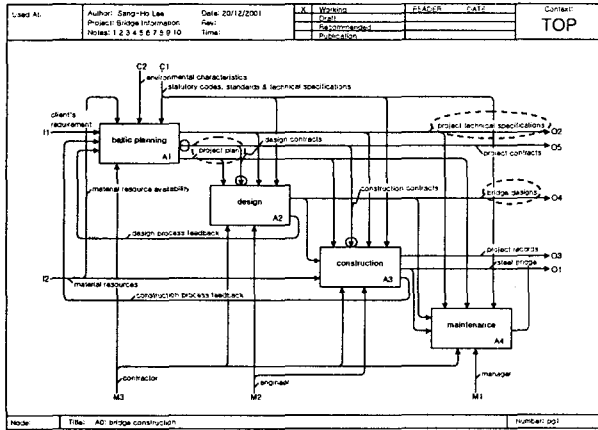 Used At:
Author: Sang-Ho Lee
Project: Bridge Information
Notes: 1 2 3 4 5 6 7 8 9 10
Date: 20/12/2001
Rev:
Time:
X Working
Draft
Recommended
Publication
READER DATE
Context:
TOP
C2 C1
environmental characteristics
statutory codes, standards & technical specifications
I1
client's
requirement
planning
A1
project plan
design contracts
project technical specifications
O2
O5
project contracts
material resource availability
design
A2
construction contracts
bridge designs
O4
design process feedback
construction
A3
project records
O3
steel bridge
O1
I2
material resources
construction process feedback
maintenance
A4
contractor
M3
engineer
M2
manager
M1
Node:
Title: A0: bridge construction
Number: pg1